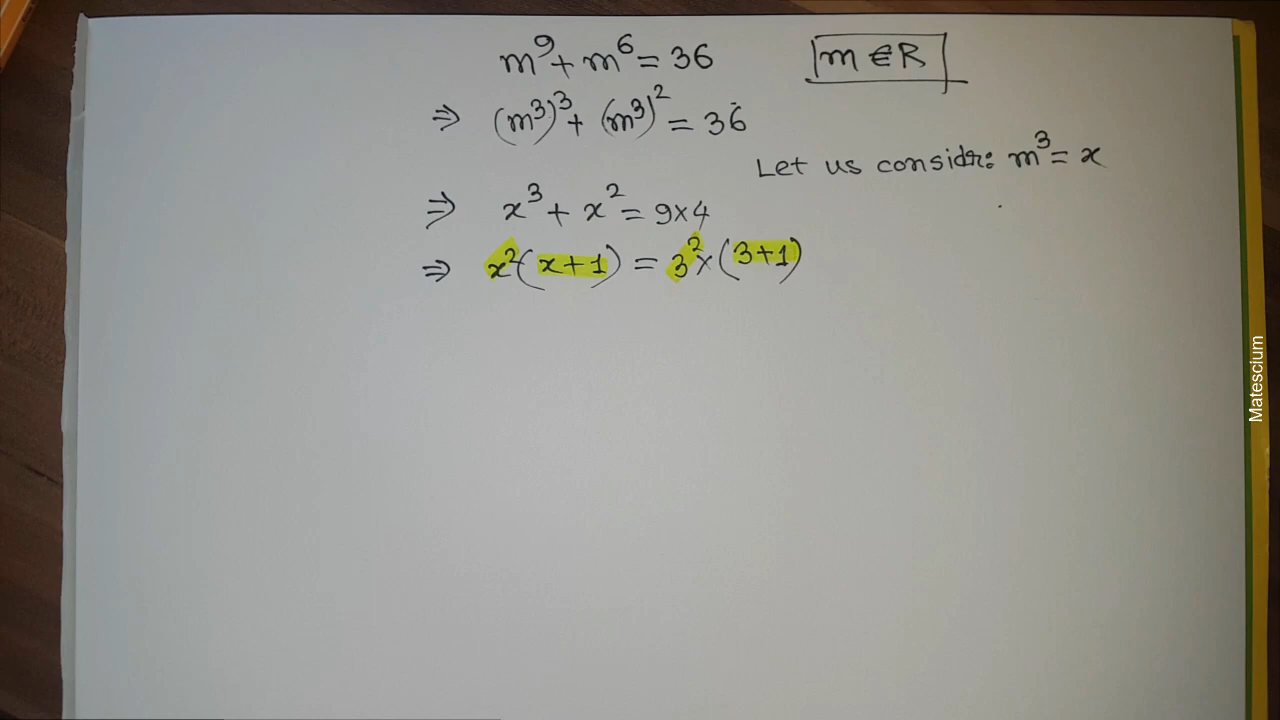 m⁹ + m⁶ = 36
m ∈ R
⇒ (m³)³ + (m³)² = 36
Let us considr: m³ = x
⇒ x³ + x² = 9×4
⇒ x²(x+1) = 3²×(3+1)
Matescium